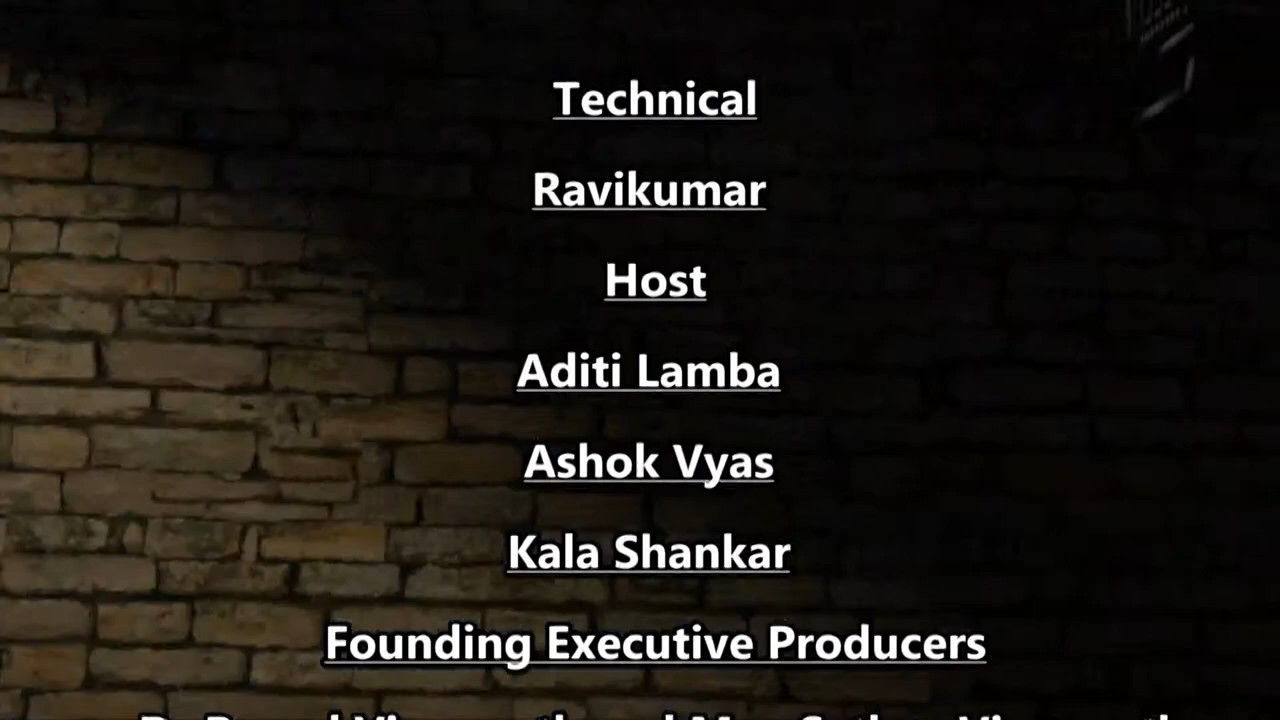 Technical
Ravikumar
Host
Aditi Lamba
Ashok Vyas
Kala Shankar
Founding Executive Producers